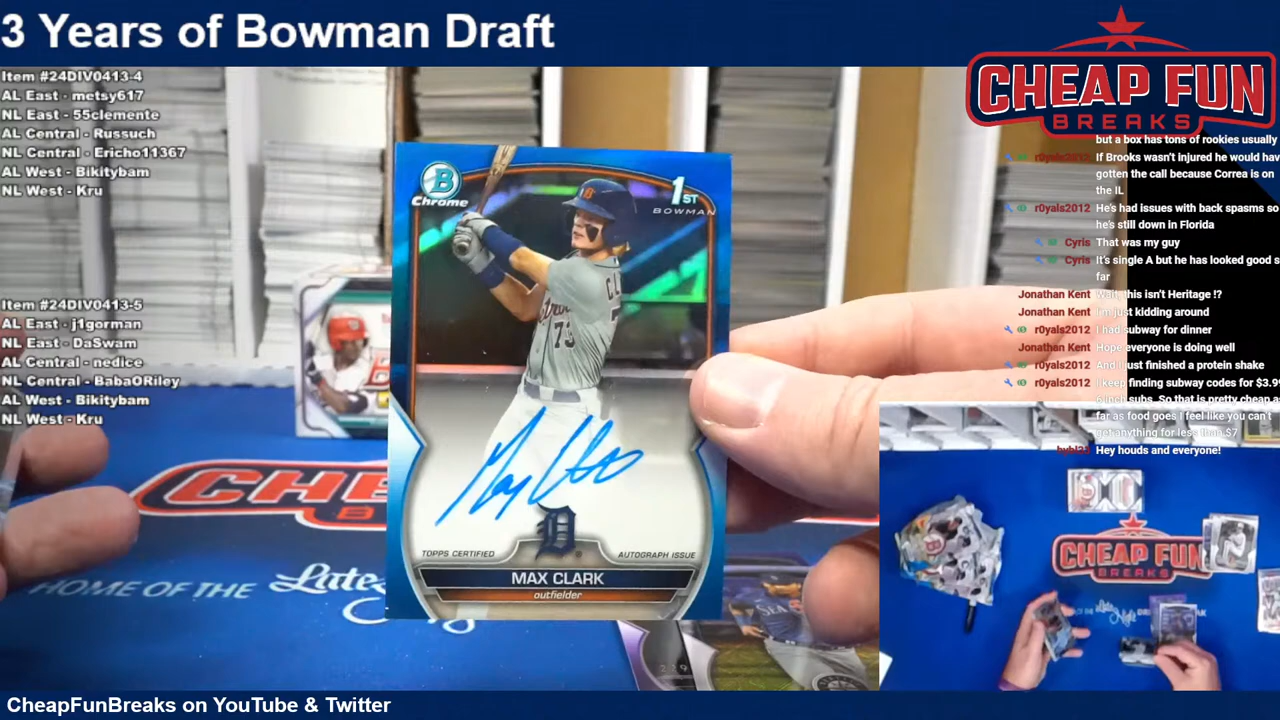 3 Years of Bowman Draft
Item #24DIV0413-4
AL East - metsy617
NL East - 55clemente
AL Central - Russuch
NL Central - Ericho11367
AL West - Bikitybam
NL West - Kru
Item #24DIV0413-5
AL East - j1gorman
NL East - DaSwam
AL Central - nedice
NL Central - BabaORiley
AL West - Bikitybam
NL West - Kru
CHEAP FUN
BREAKS
but a box has tons of rookies usually
r0yals2012 If Brooks wasn't injured he would hav
gotten the call because Correa is on
the IL
r0yals2012 He's had issues with back spasms so
he's still down in Florida
Cyris That was my guy
Cyris It's single A but he has looked good s
far
Jonathan Kent Wait, this isn't Heritage !?
Jonathan Kent I'm just kidding around
r0yals2012 I had subway for dinner
Jonathan Kent Hope everyone is doing well
r0yals2012 And I just finished a protein shake
r0yals2012 I keep finding subway codes for $3.99
6 inch subs. So that is pretty cheap as
far as food goes I feel like you can't
get anything for less than $7
Hey houds and everyone!
B
Chrome
1ST
BOWMAN
D
Detroit
73
Max Clark
D
TOPPS CERTIFIED
AUTOGRAPH ISSUE
MAX CLARK
outfielder
CHE
B
HOME OF THE Late
CHEAP FUN
BREAKS
CheapFunBreaks on YouTube & Twitter